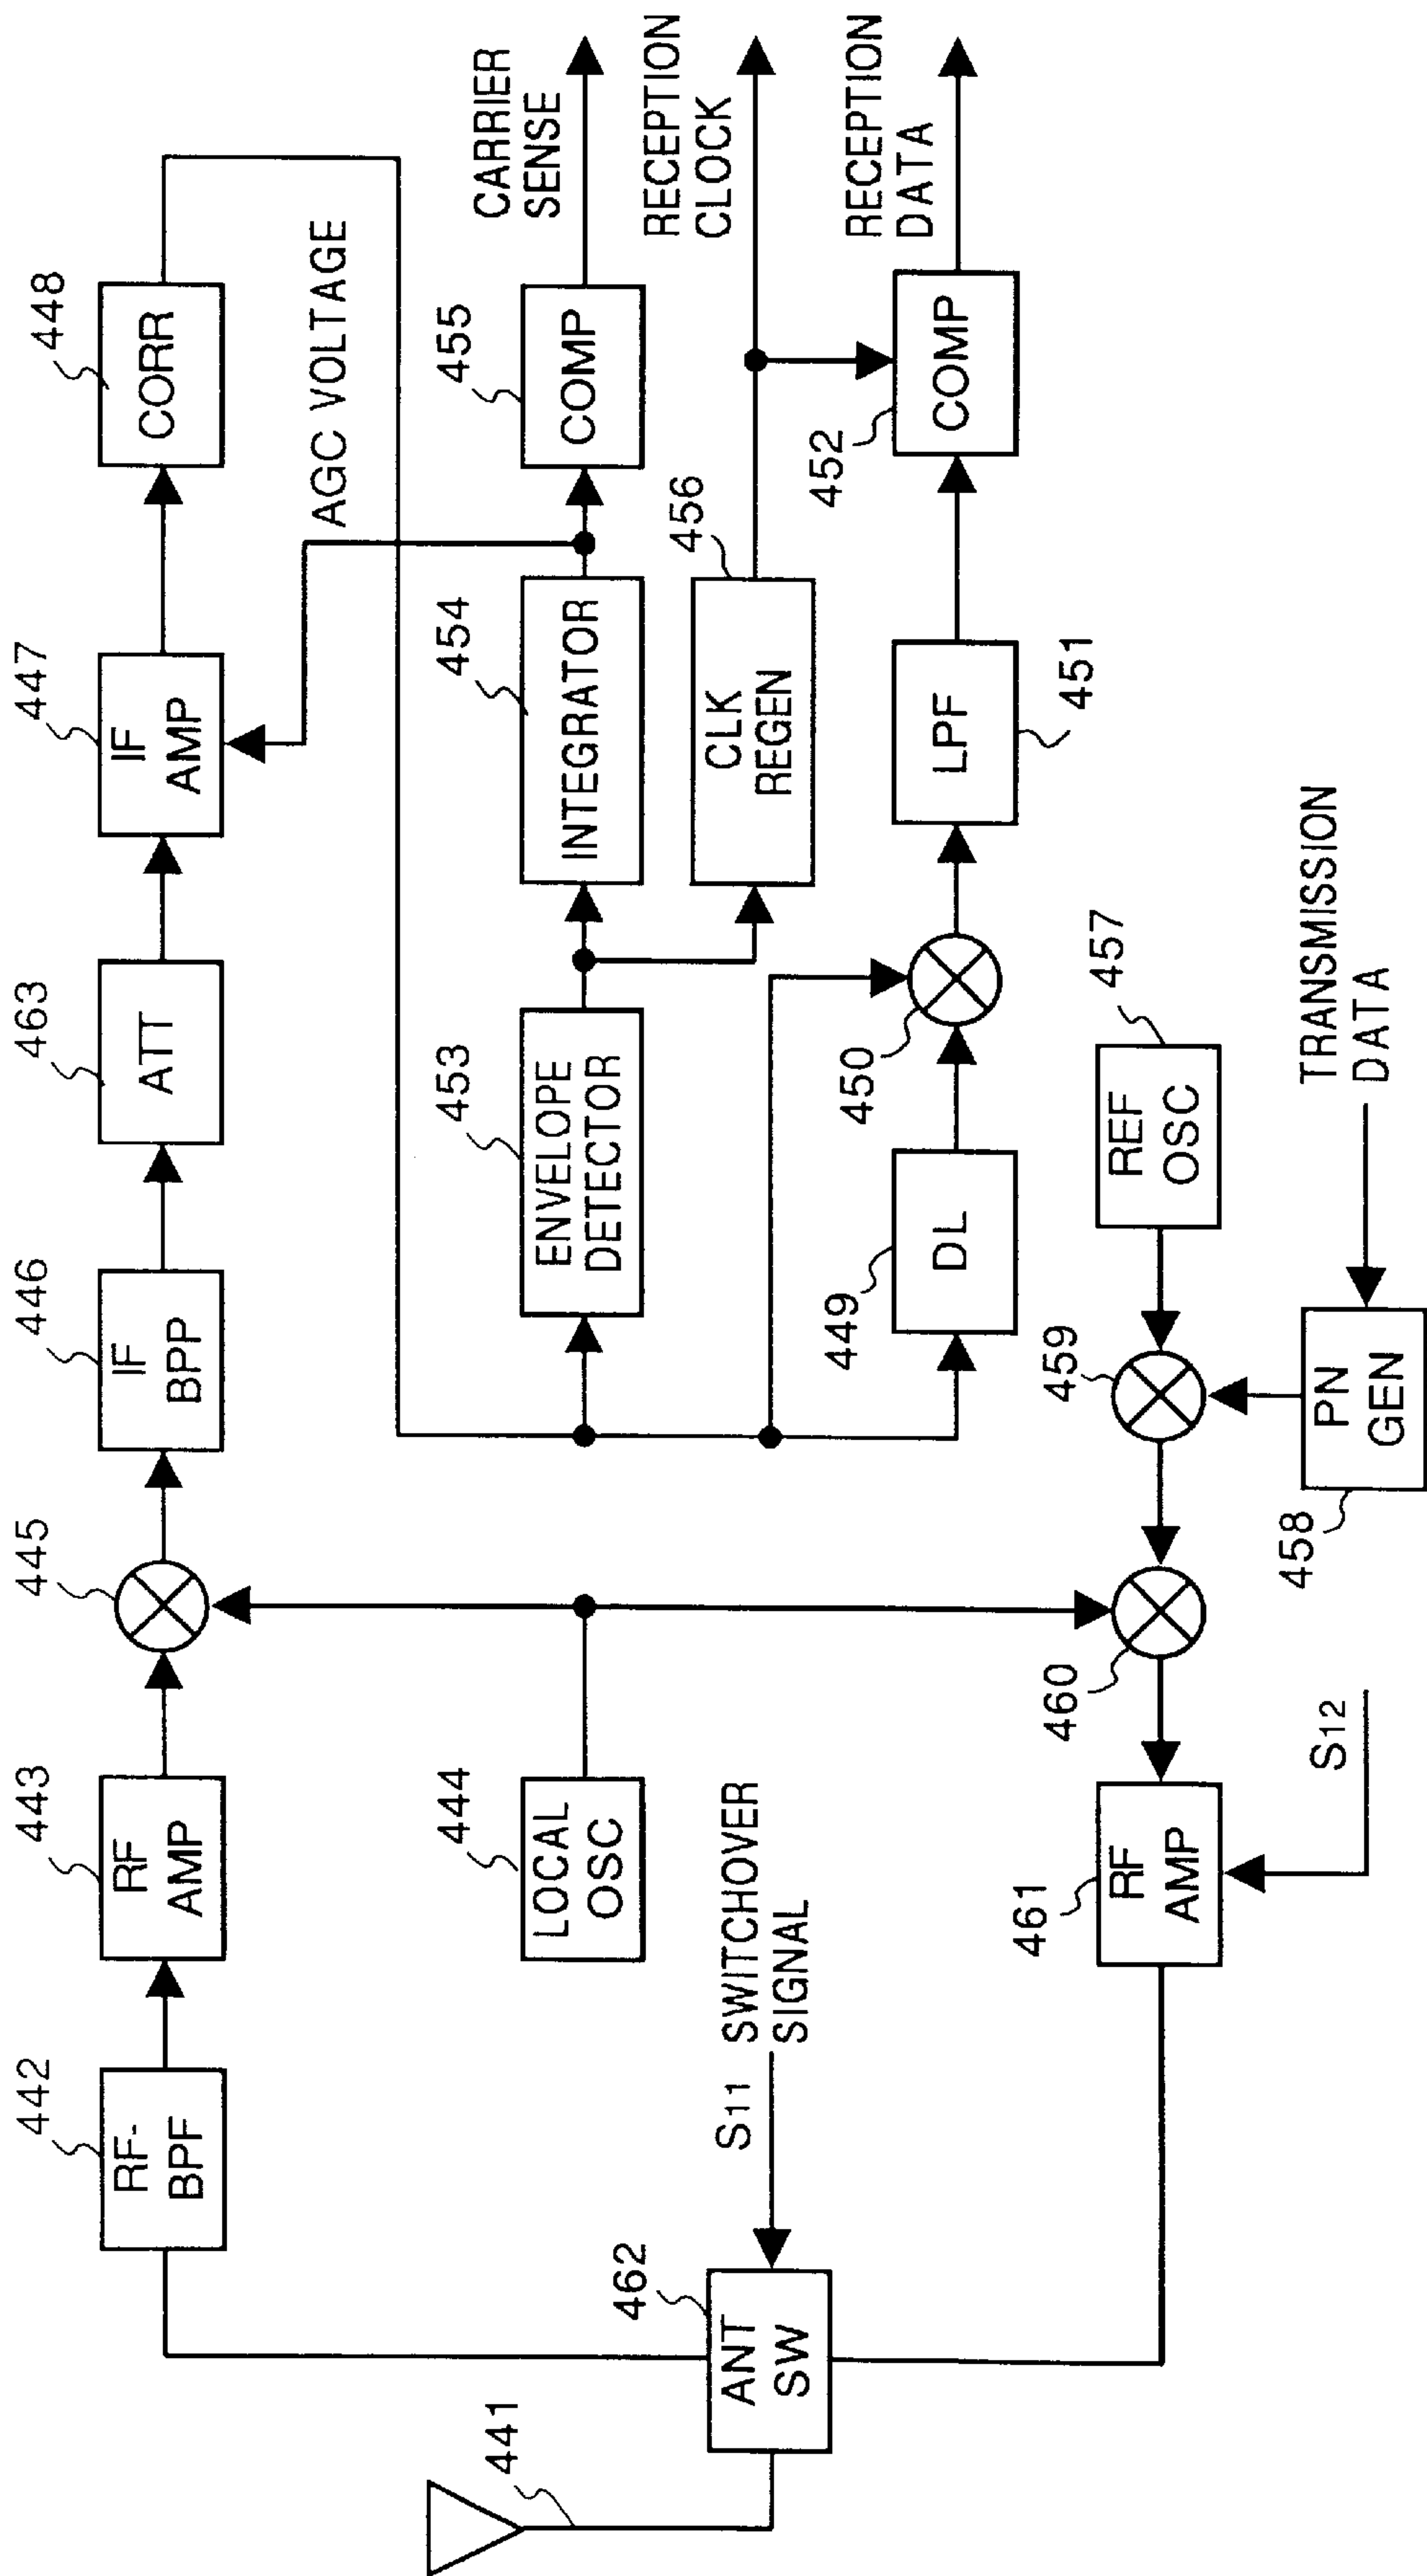 441
ANT
SW
462
S11 SWITCHOVER
SIGNAL
RF-
BPF
442
RF
AMP
443
LOCAL
OSC
444
445
IF
BPP
446
ATT
463
IF
AMP
447
CORR
448
AGC VOLTAGE
ENVELOPE
DETECTOR
453
INTEGRATOR
454
COMP
455
CARRIER
SENSE
CLK
REGEN
456
RECEPTION
CLOCK
DL
449
450
LPF
451
COMP
452
RECEPTION
DATA
RF
AMP
461
S12
460
459
REF
OSC
457
PN
GEN
458
TRANSMISSION
DATA